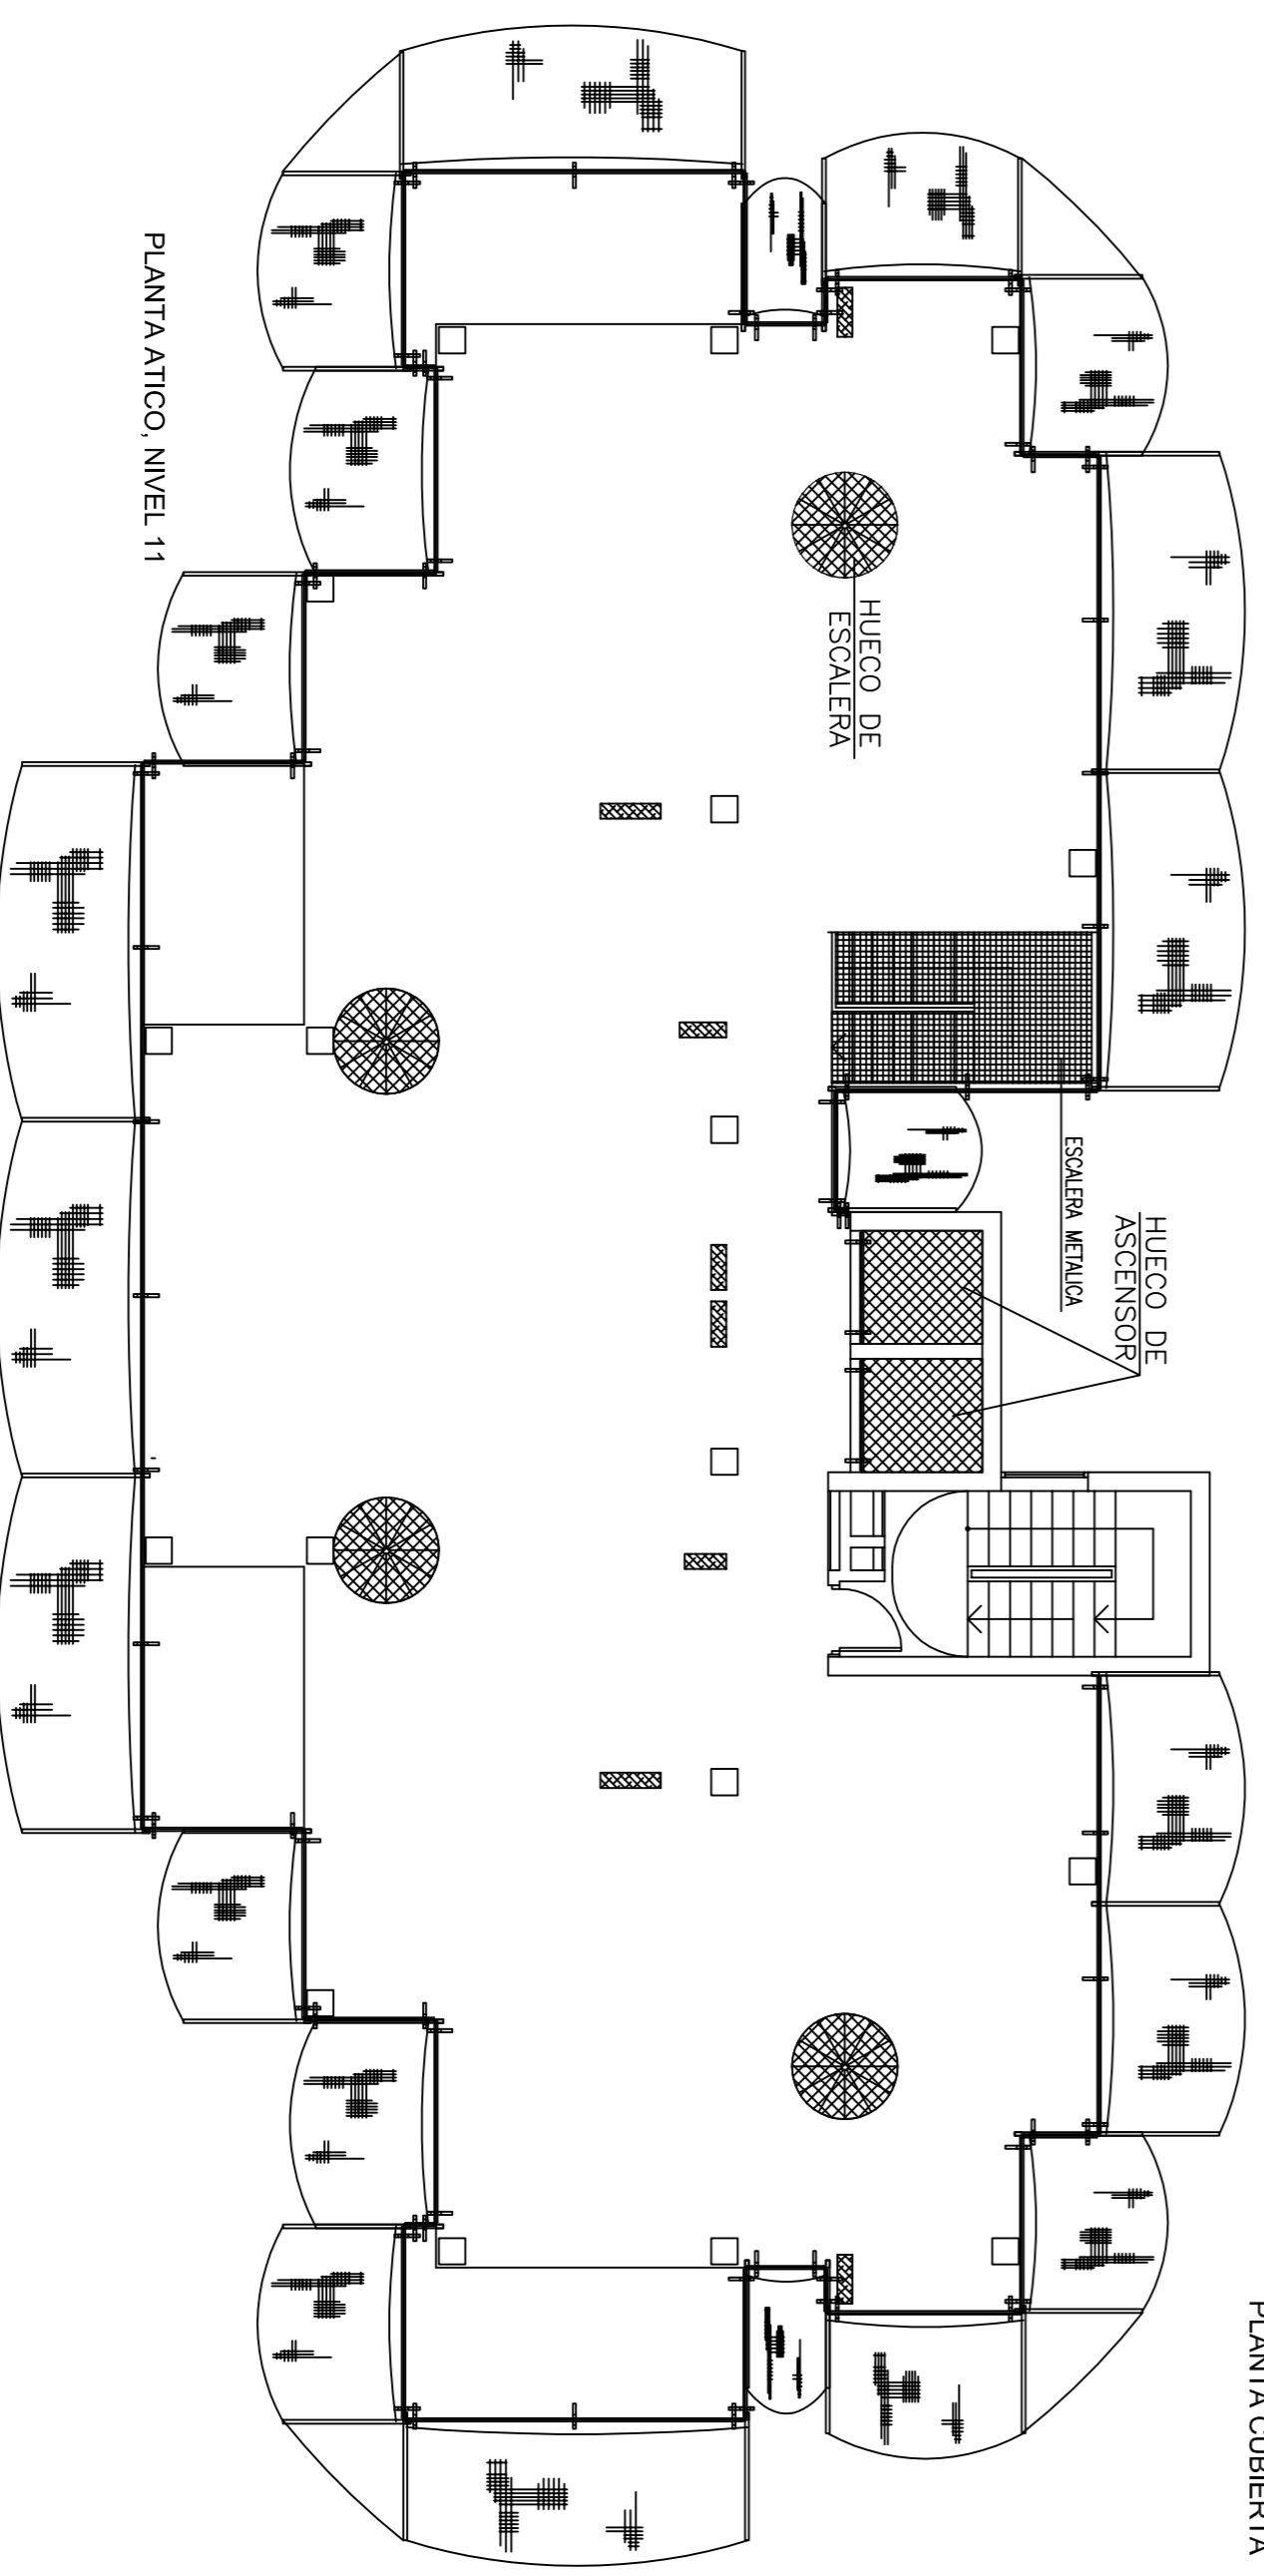 PLANTA CUBIERTA
HUECO DE
ASCENSOR
ESCALERA METALICA
HUECO DE
ESCALERA
PLANTA ATICO, NIVEL 11